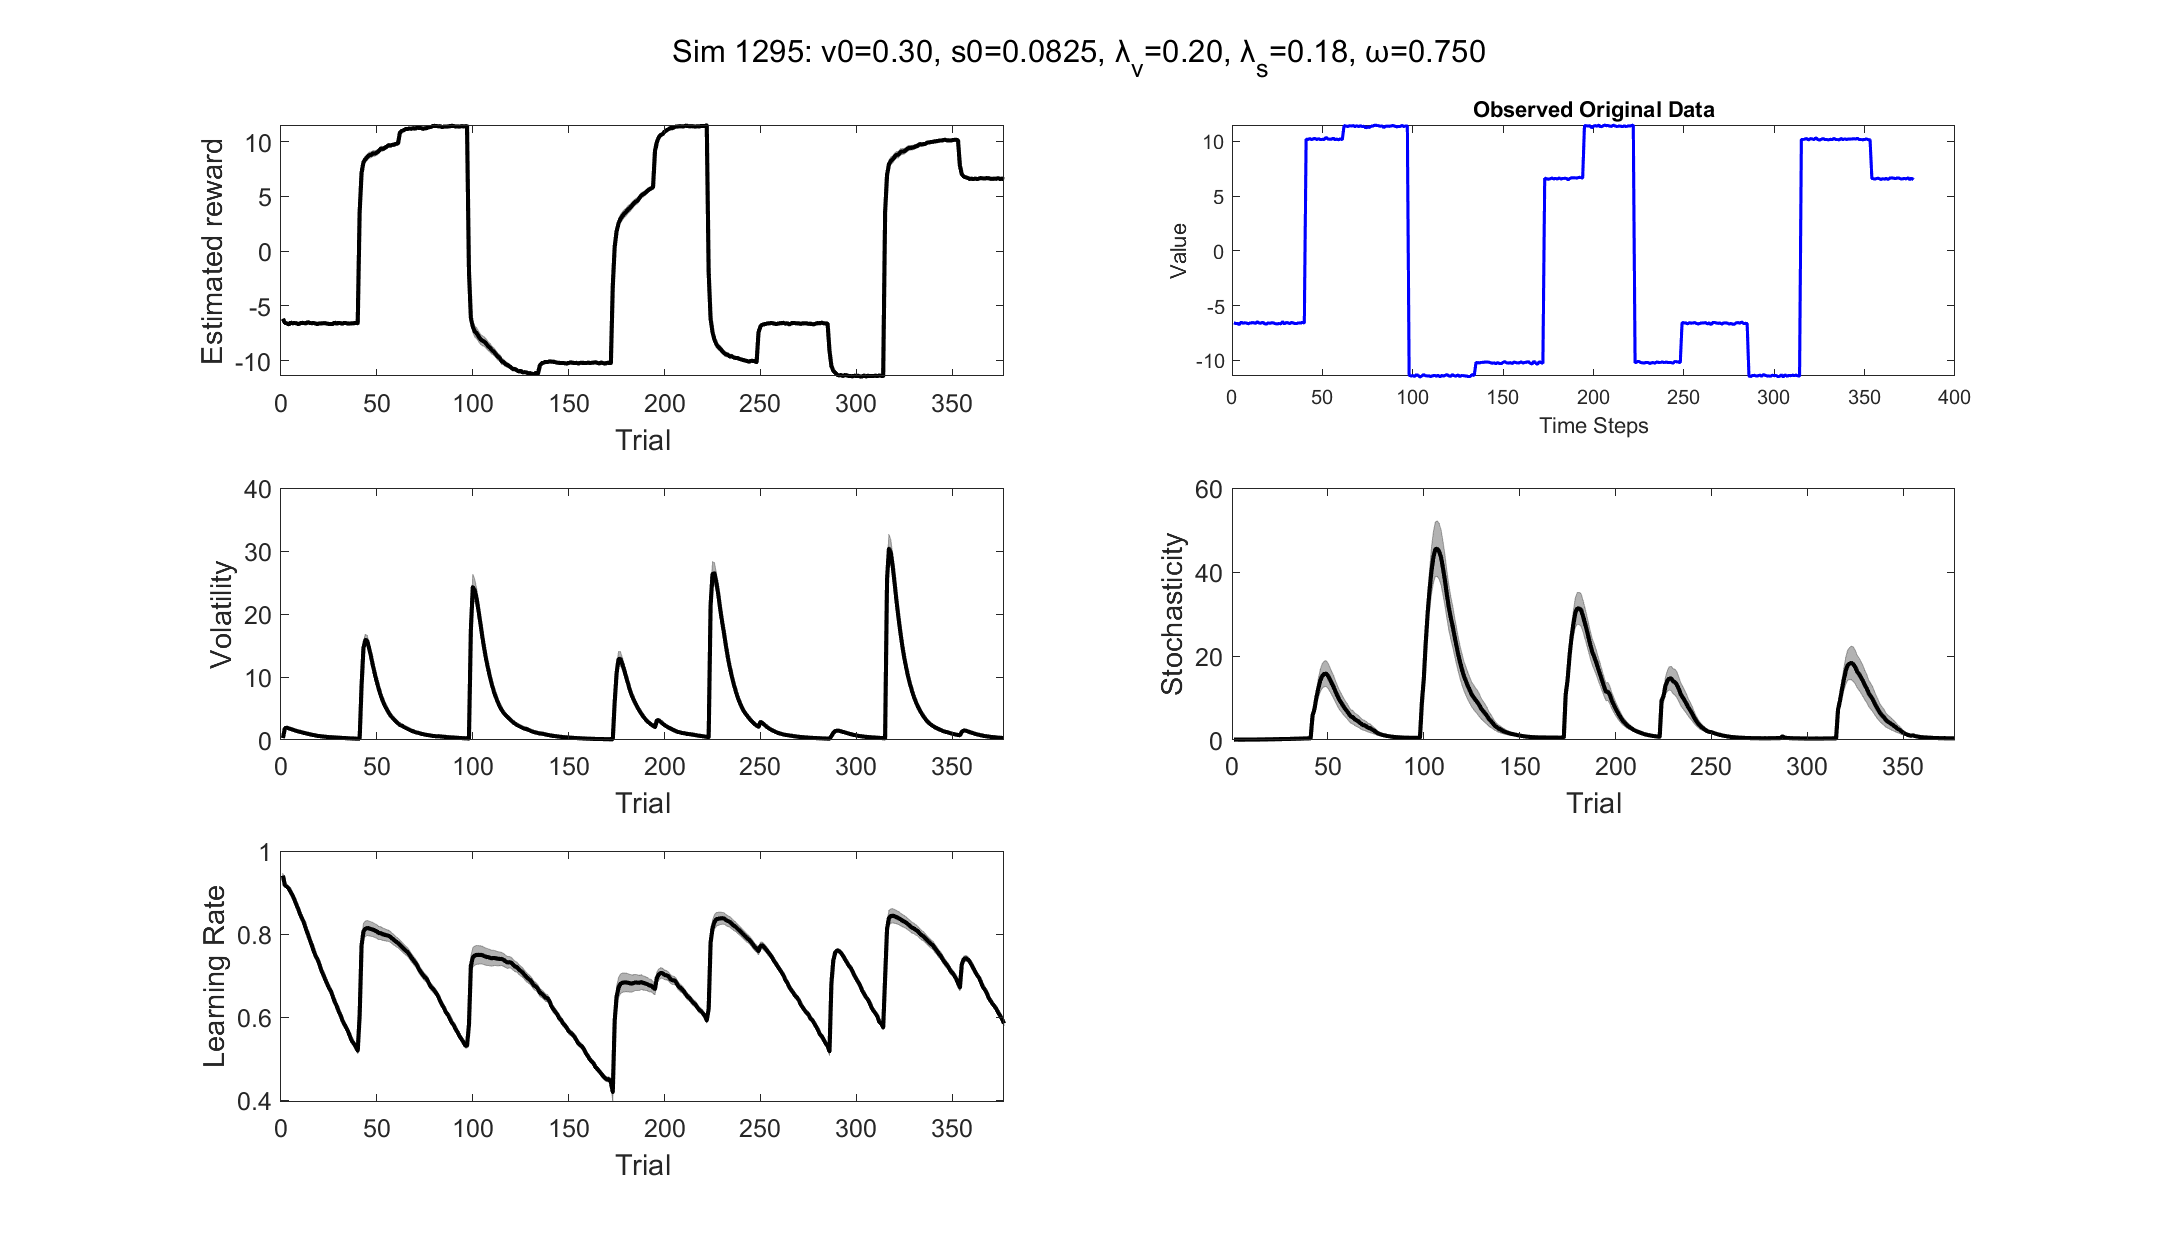 Sim 1295: v0=0.30, s0=0.0825, λ_v=0.20, λ_s=0.18, ω=0.750
Estimated reward
10
5
0
-5
-10
0 50 100 150 200 250 300 350
Trial
Observed Original Data
Value
10
5
0
-5
-10
0 50 100 150 200 250 300 350 400
Time Steps
Volatility
40
30
20
10
0
0 50 100 150 200 250 300 350
Trial
Stochasticity
60
40
20
0
0 50 100 150 200 250 300 350
Trial
Learning Rate
1
0.8
0.6
0.4
0 50 100 150 200 250 300 350
Trial